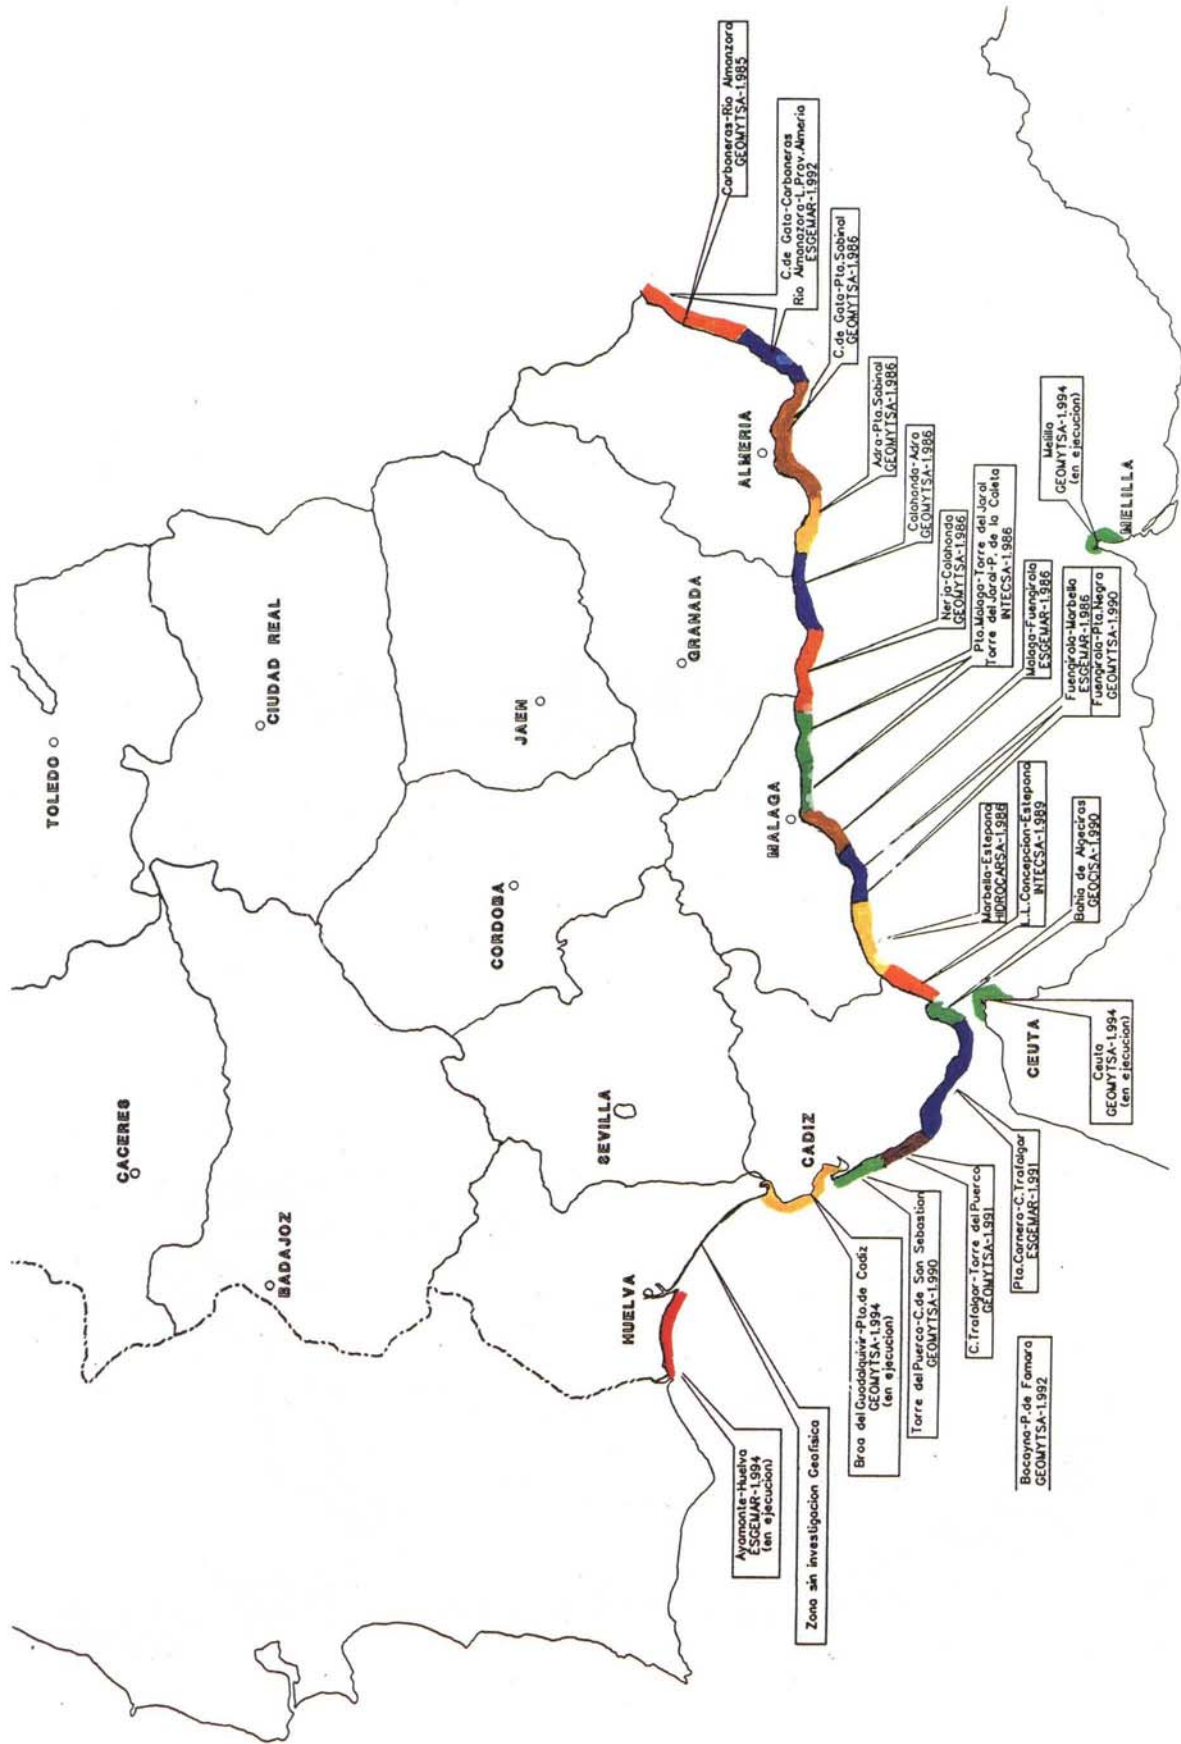 TOLEDO
CACERES
CIUDAD REAL
BADAJOZ
JAEN
CORDOBA
SEVILLA
GRANADA
ALMERIA
MALAGA
HUELVA
CADIZ
CEUTA
MELILLA
Ayamonte-Huelva
ESGEMAR-1.994
(en ejecucion)
Zona sin investigacion Geofisica
Broa del Guadalquivir-Pto.de Cadiz
GEOMYTSA-1.994
(en ejecucion)
Torre del Puerco-C.de San Sebastian
GEOMYTSA-1.990
C.Trafalgar-Torre del Puerco
GEOMYTSA-1.991
Pta.Carnero-C.Trafalgar
ESGEMAR-1.991
Bocayna-P.de Famara
GEOMYTSA-1.992
Ceuta
GEOMYTSA-1.994
(en ejecucion)
Bahia de Algeciras
GEOCISA-1.990
L.L.Concepcion-Estepona
INTECSA-1.989
Marbella-Estepona
HIDROCARSA-1.986
Fuengirola-Marbella
ESGEMAR-1.986
Fuengirola-Pta.Negra
GEOMYTSA-1.990
Malaga-Fuengirola
ESGEMAR-1.986
Pta.Malaga-Torre del Jaral
Torre del Jaral-P. de la Caleta
INTECSA-1.986
Nerja-Calahonda
GEOMYTSA-1.986
Calahonda-Adra
GEOMYTSA-1.986
Adra-Pta.Sabinal
GEOMYTSA-1.986
C.de Gata-Pta.Sabinal
GEOMYTSA-1.986
C.de Gata-Carboneras
Rio Almanazora-L.Prov.Almeria
ESGEMAR-1.992
Carboneras-Rio Almanzora
GEOMYTSA-1.985
Melilla
GEOMYTSA-1.994
(en ejecucion)